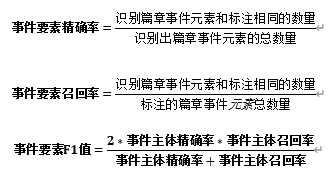 事件要素精确率=识别篇章事件元素和标注相同的数量/识别出篇章事件元素的总数量
事件要素召回率=识别篇章事件元素和标注相同的数量/标注的篇章事件元素总数量
事件要素F1值=2*事件主体精确率*事件主体召回率/事件主体精确率+事件主体召回率